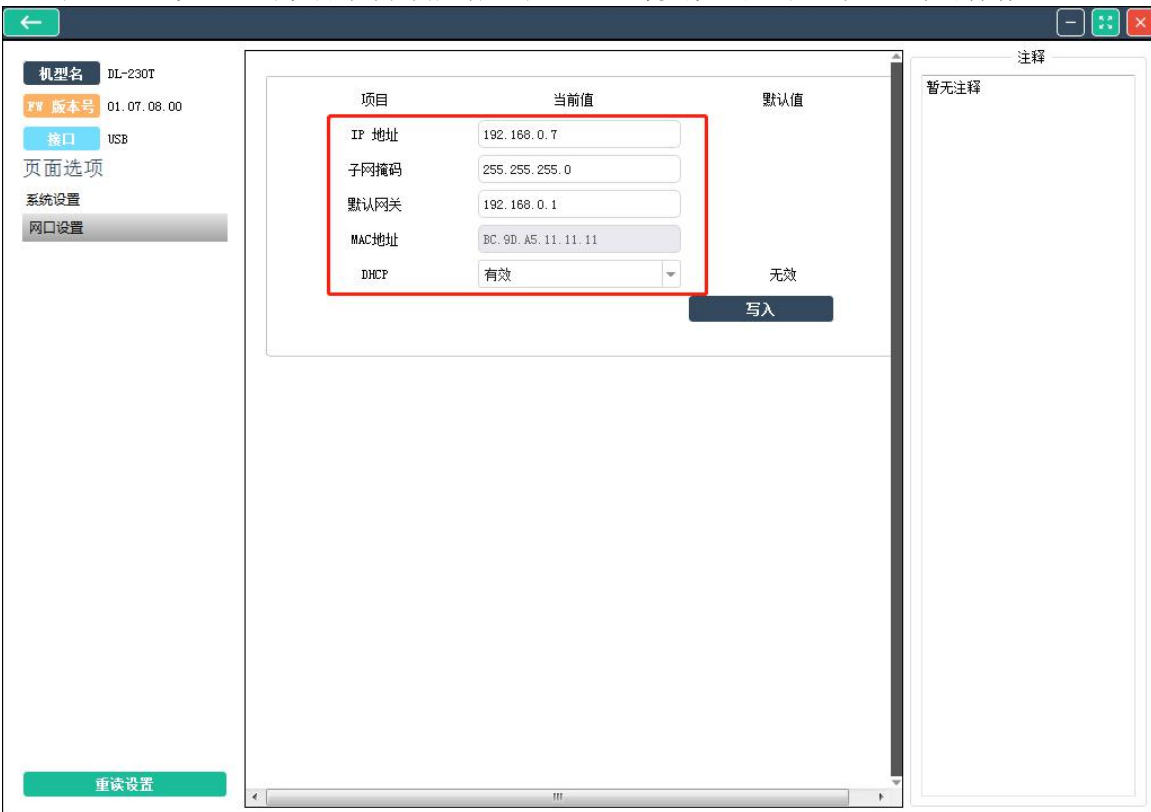 机型名 DL-230T
FW 版本号 01.07.08.00
接口 USB
页面选项
系统设置
网口设置
重读设置
项目 当前值 默认值
IP 地址 192.168.0.7
子网掩码 255.255.255.0
默认网关 192.168.0.1
MAC地址 BC.9D.A5.11.11.11
DHCP 有效 无效
写入
注释
暂无注释